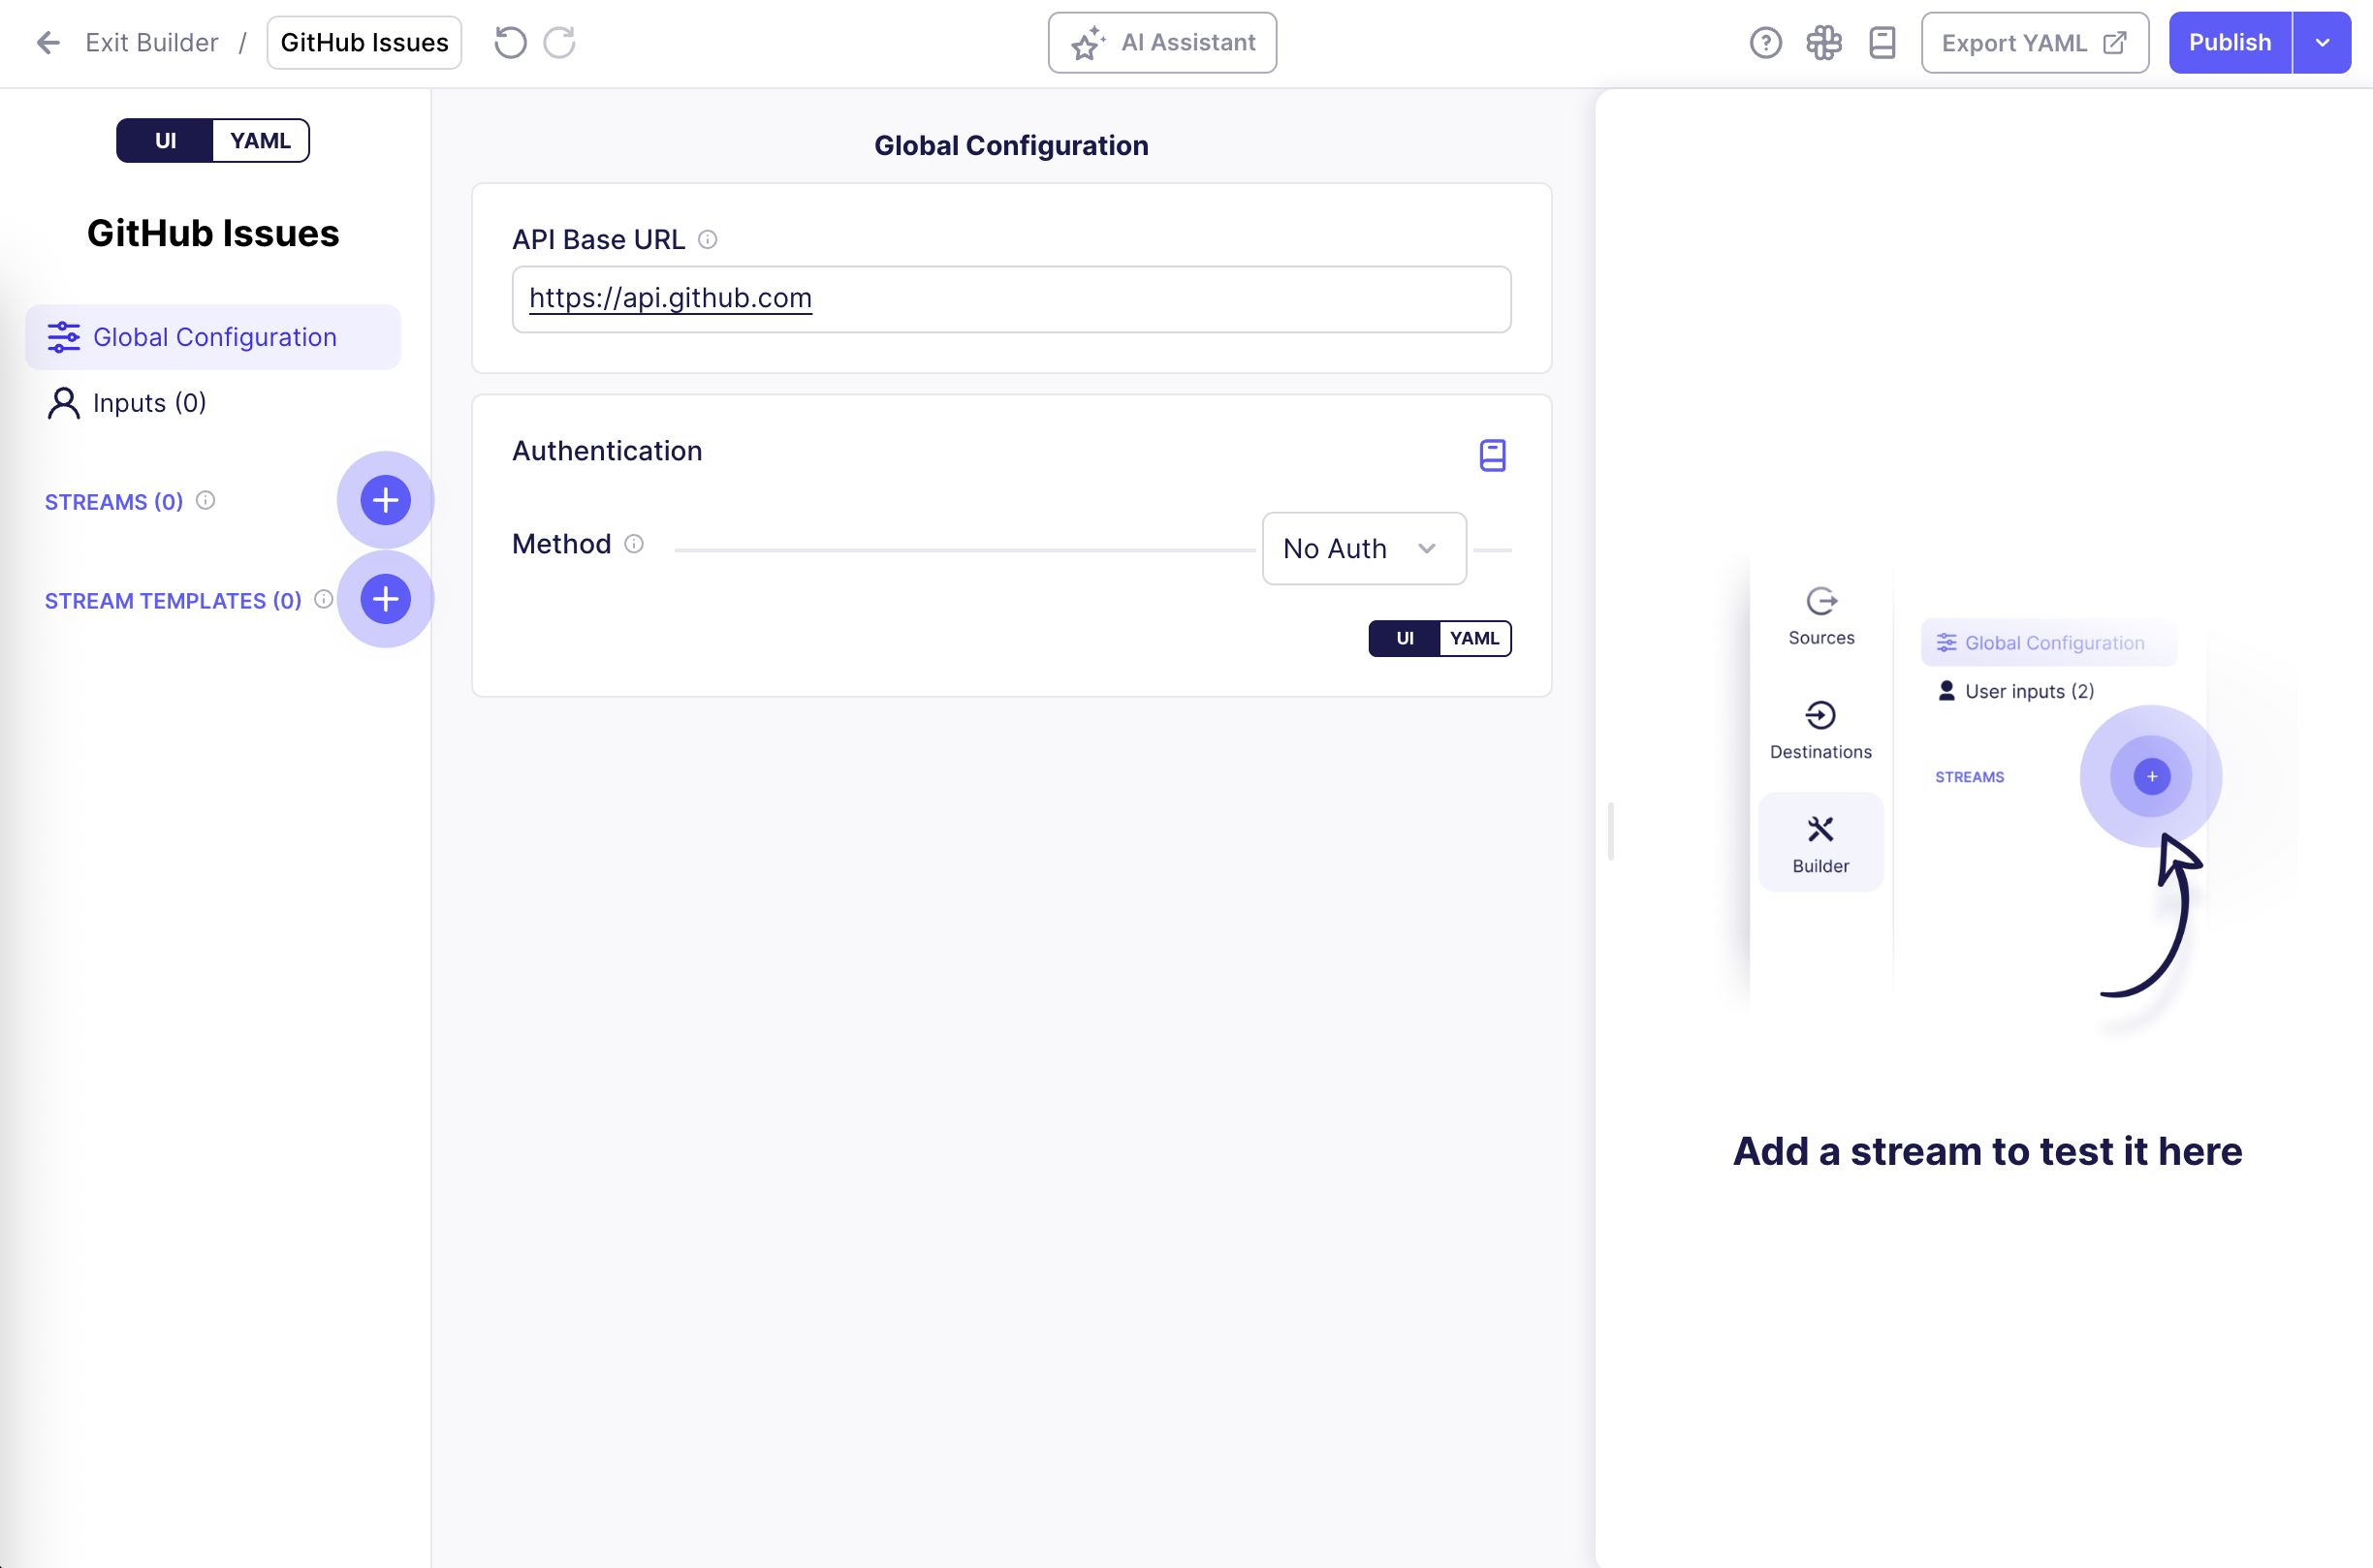 Exit Builder / GitHub Issues
AI Assistant
Export YAML
Publish
UI YAML
GitHub Issues
Global Configuration
Inputs (0)
STREAMS (0)
STREAM TEMPLATES (0)
Global Configuration
API Base URL
https://api.github.com
Authentication
Method
No Auth
UI YAML
Sources
Destinations
Builder
Global Configuration
User inputs (2)
STREAMS
Add a stream to test it here